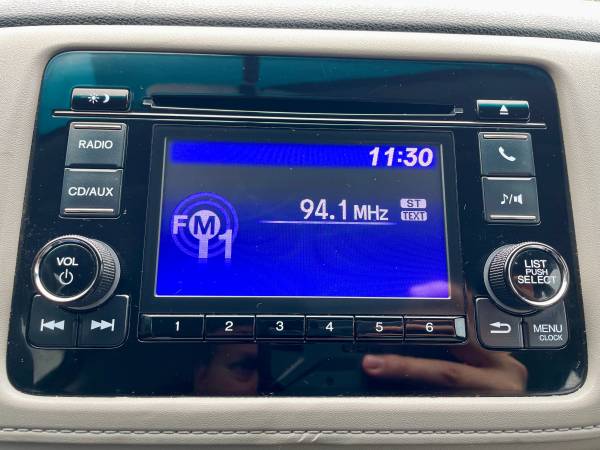 11:30
RADIO
CD/AUX
94.1 MHz
ST
TEXT
FM1
VOL
LIST
PUSH
SELECT
1 2 3 4 5 6
MENU
CLOCK